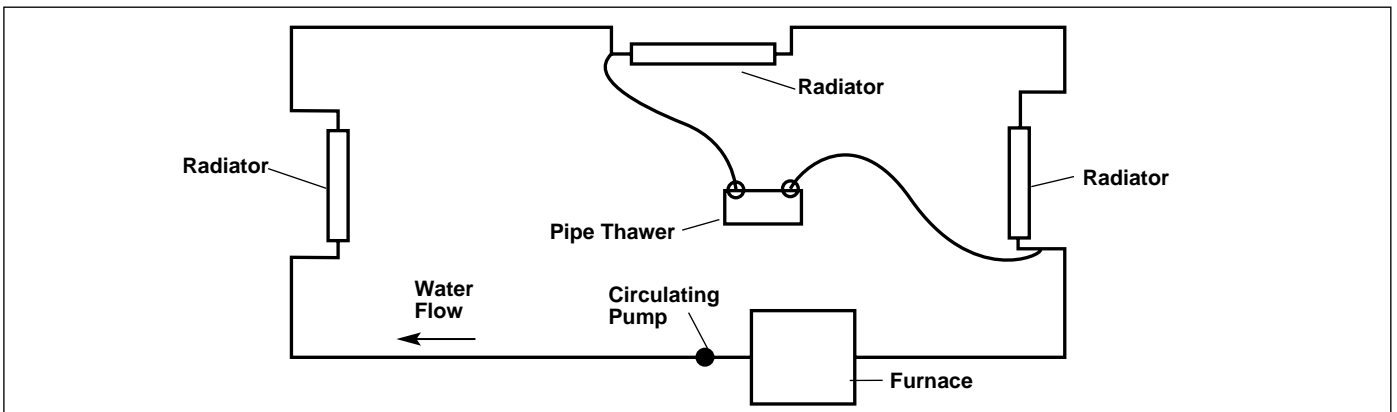 Radiator
Radiator
Radiator
Pipe Thawer
Water
Flow
Circulating
Pump
Furnace